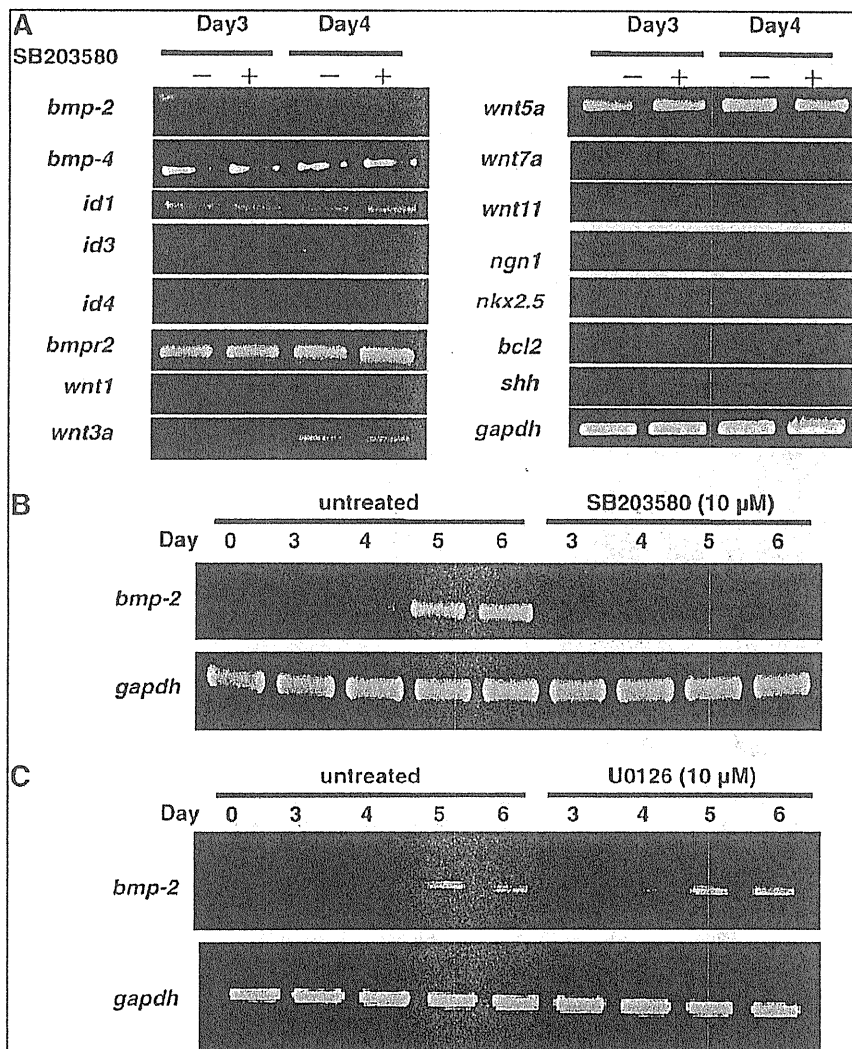 A
Day3 Day4
SB203580
− + − +
bmp-2
bmp-4
id1
id3
id4
bmpr2
wnt1
wnt3a
Day3 Day4
− + − +
wnt5a
wnt7a
wnt11
ngn1
nkx2.5
bcl2
shh
gapdh
B
untreated SB203580 (10 µM)
Day 0 3 4 5 6 3 4 5 6
bmp-2
gapdh
C
untreated U0126 (10 µM)
Day 0 3 4 5 6 3 4 5 6
bmp-2
gapdh